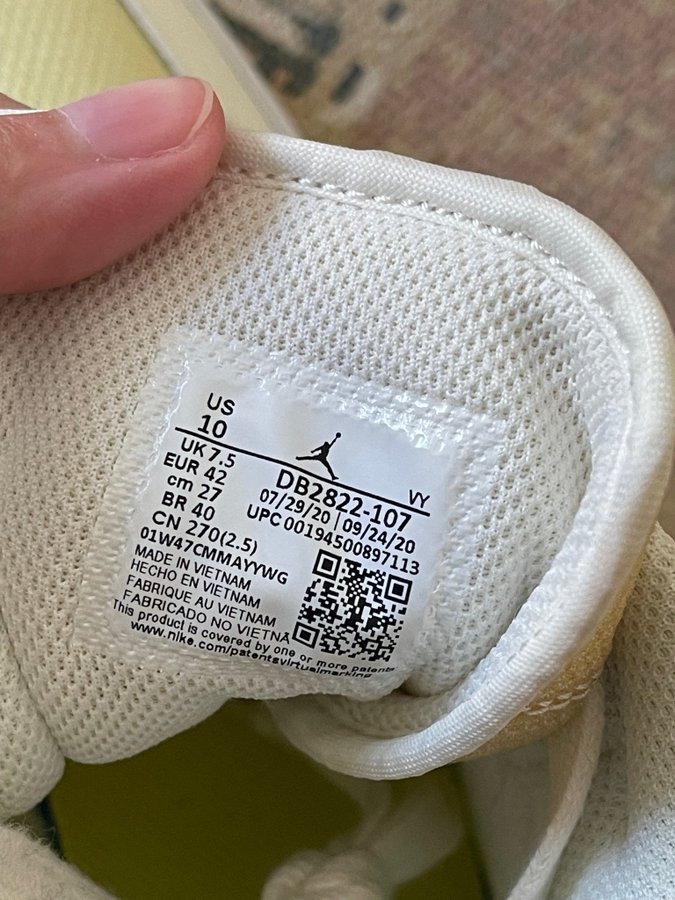 US
10
UK 7.5
EUR 42
cm 27
BR 40
CN 270(2.5)
VY
DB2822-107
07/29/20 | 09/24/20
UPC 00194500897113
01W47CMMAYYWG
MADE IN VIETNAM
HECHO EN VIETNAM
FABRIQUE AU VIETNAM
FABRICADO NO VIETNÃ
This product is covered by one or more patents
www.nike.com/patentsvirtualmarking